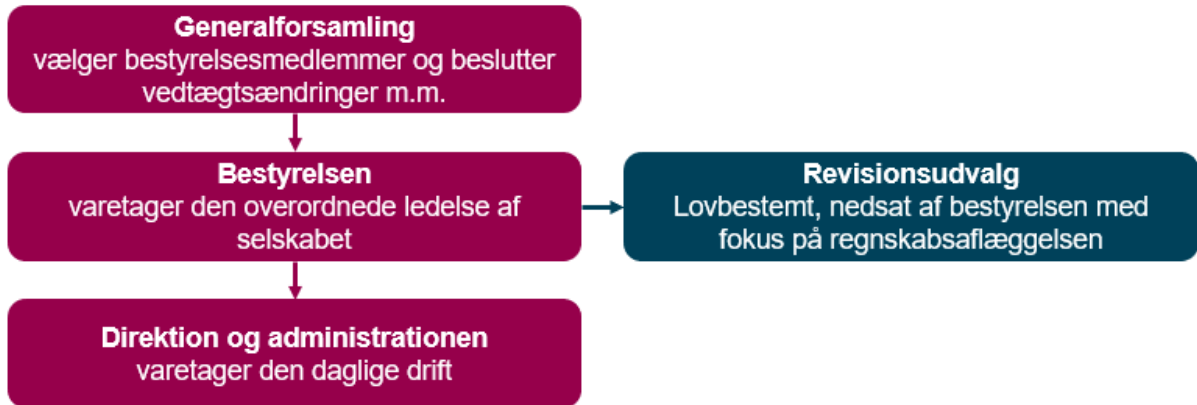 Generalforsamling
vælger bestyrelsesmedlemmer og beslutter
vedtægtsændringer m.m.
Bestyrelsen
varetager den overordnede ledelse af
selskabet
Revisionsudvalg
Lovbestemt, nedsat af bestyrelsen med
fokus på regnskabsaflæggelsen
Direktion og administrationen
varetager den daglige drift